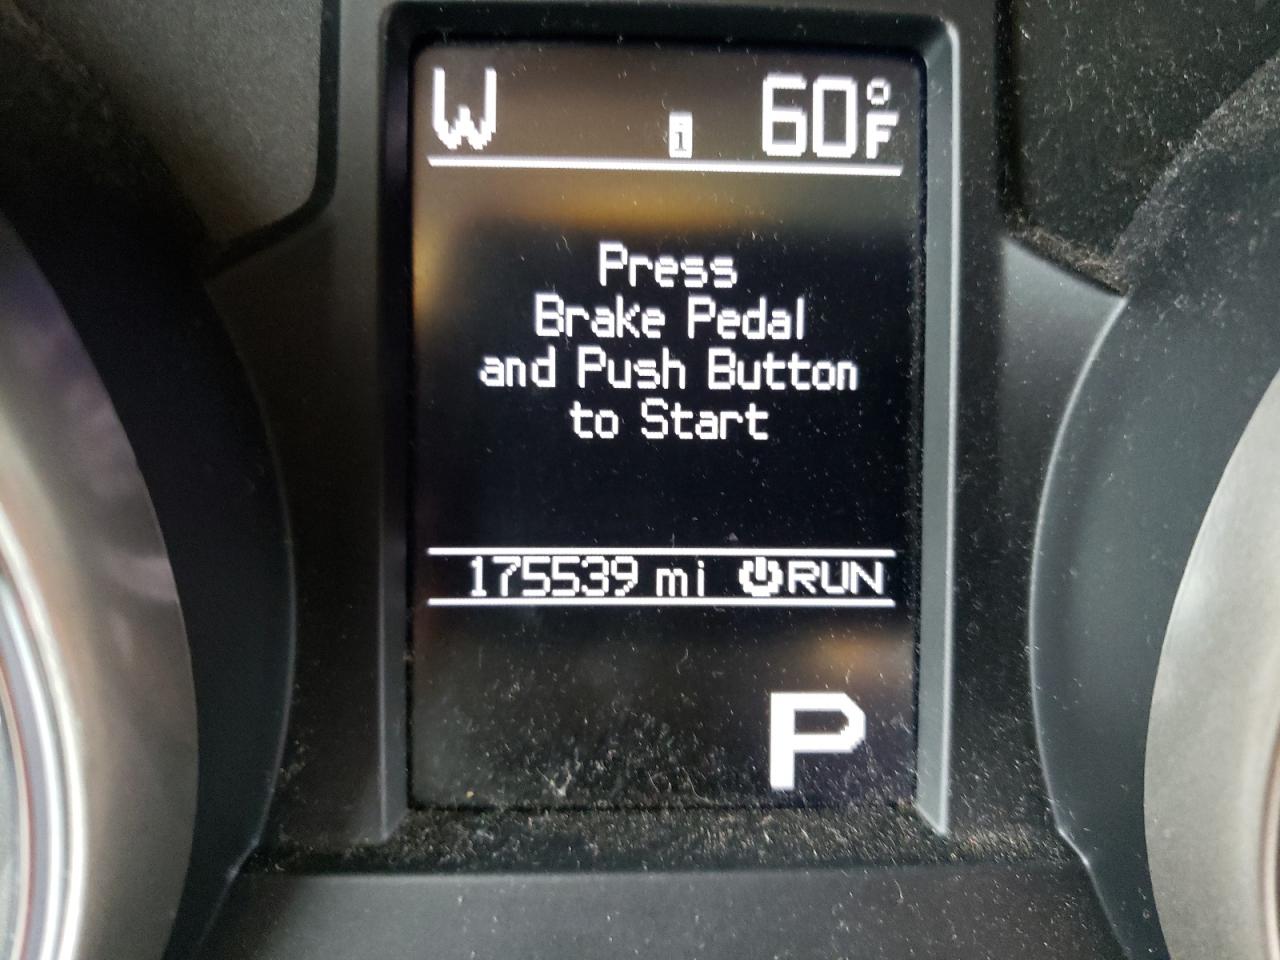 W i 60°F
Press
Brake Pedal
and Push Button
to Start
175539 mi RUN
P